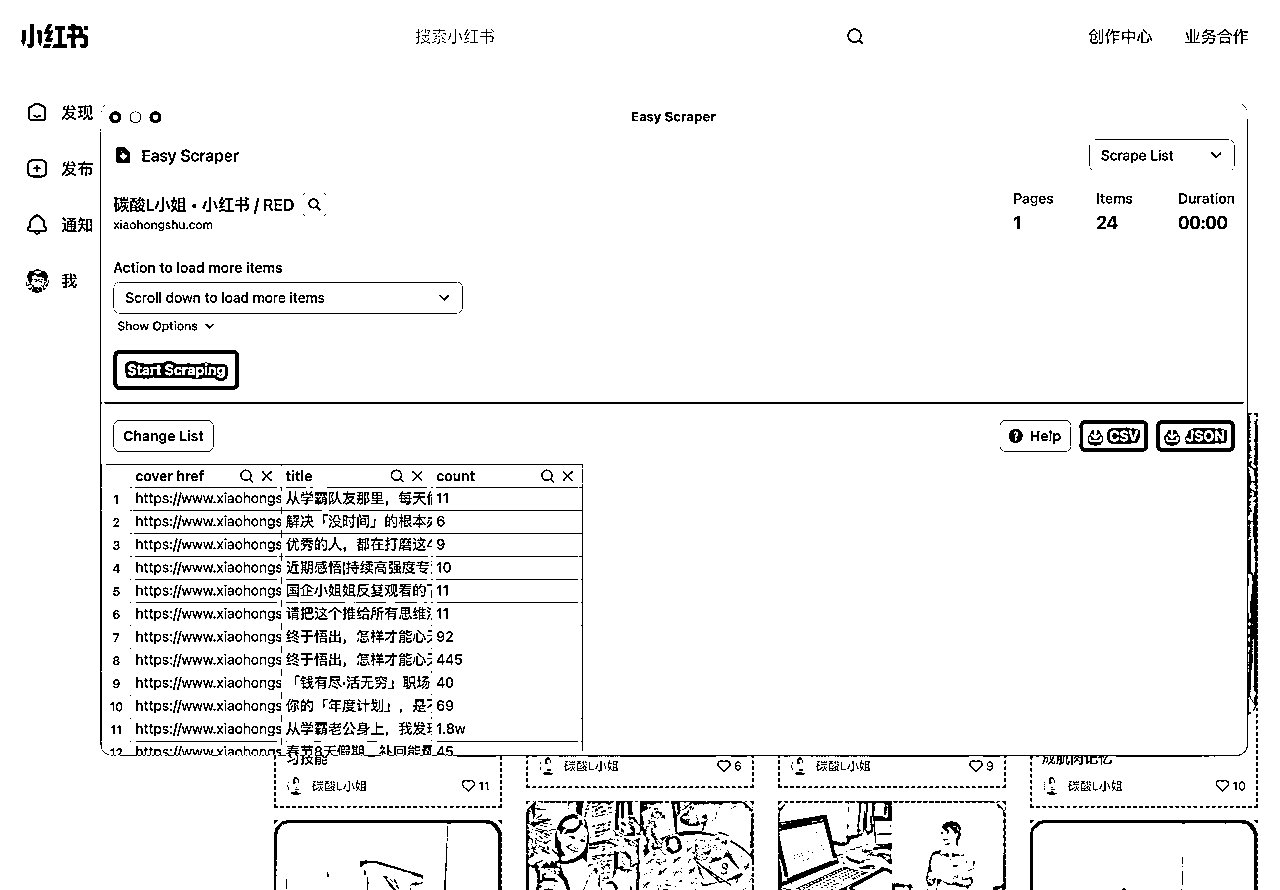 小红书
搜索小红书
创作中心
业务合作
发现
发布
通知
我
Easy Scraper
Easy Scraper
Scrape List
碳酸L小姐 • 小红书 / RED
xiaohongshu.com
Pages Items Duration
1 24 00:00
Action to load more items
Scroll down to load more items
Show Options
Start Scraping
Change List
Help
CSV
JSON
cover href title count
1 https://www.xiaohongs 从学霸队友那里，每天 11
2 https://www.xiaohongs 解决「没时间」的根本 6
3 https://www.xiaohongs 优秀的人，都在打磨这 9
4 https://www.xiaohongs 近期感悟|持续高强度专 10
5 https://www.xiaohongs 国企小姐姐反复观看的 11
6 https://www.xiaohongs 请把这个推给所有思维 11
7 https://www.xiaohongs 终于悟出，怎样才能心 92
8 https://www.xiaohongs 终于悟出，怎样才能心 445
9 https://www.xiaohongs 「钱有尽·活无穷」职场 40
10 https://www.xiaohongs 你的「年度计划」，是 69
11 https://www.xiaohongs 从学霸老公身上，我发 1.8w
12 https://www.xiaohongs 春节8天假期 补回能 45
习技能
成肌肉记忆
碳酸L小姐 11
碳酸L小姐 6
碳酸L小姐 9
碳酸L小姐 10